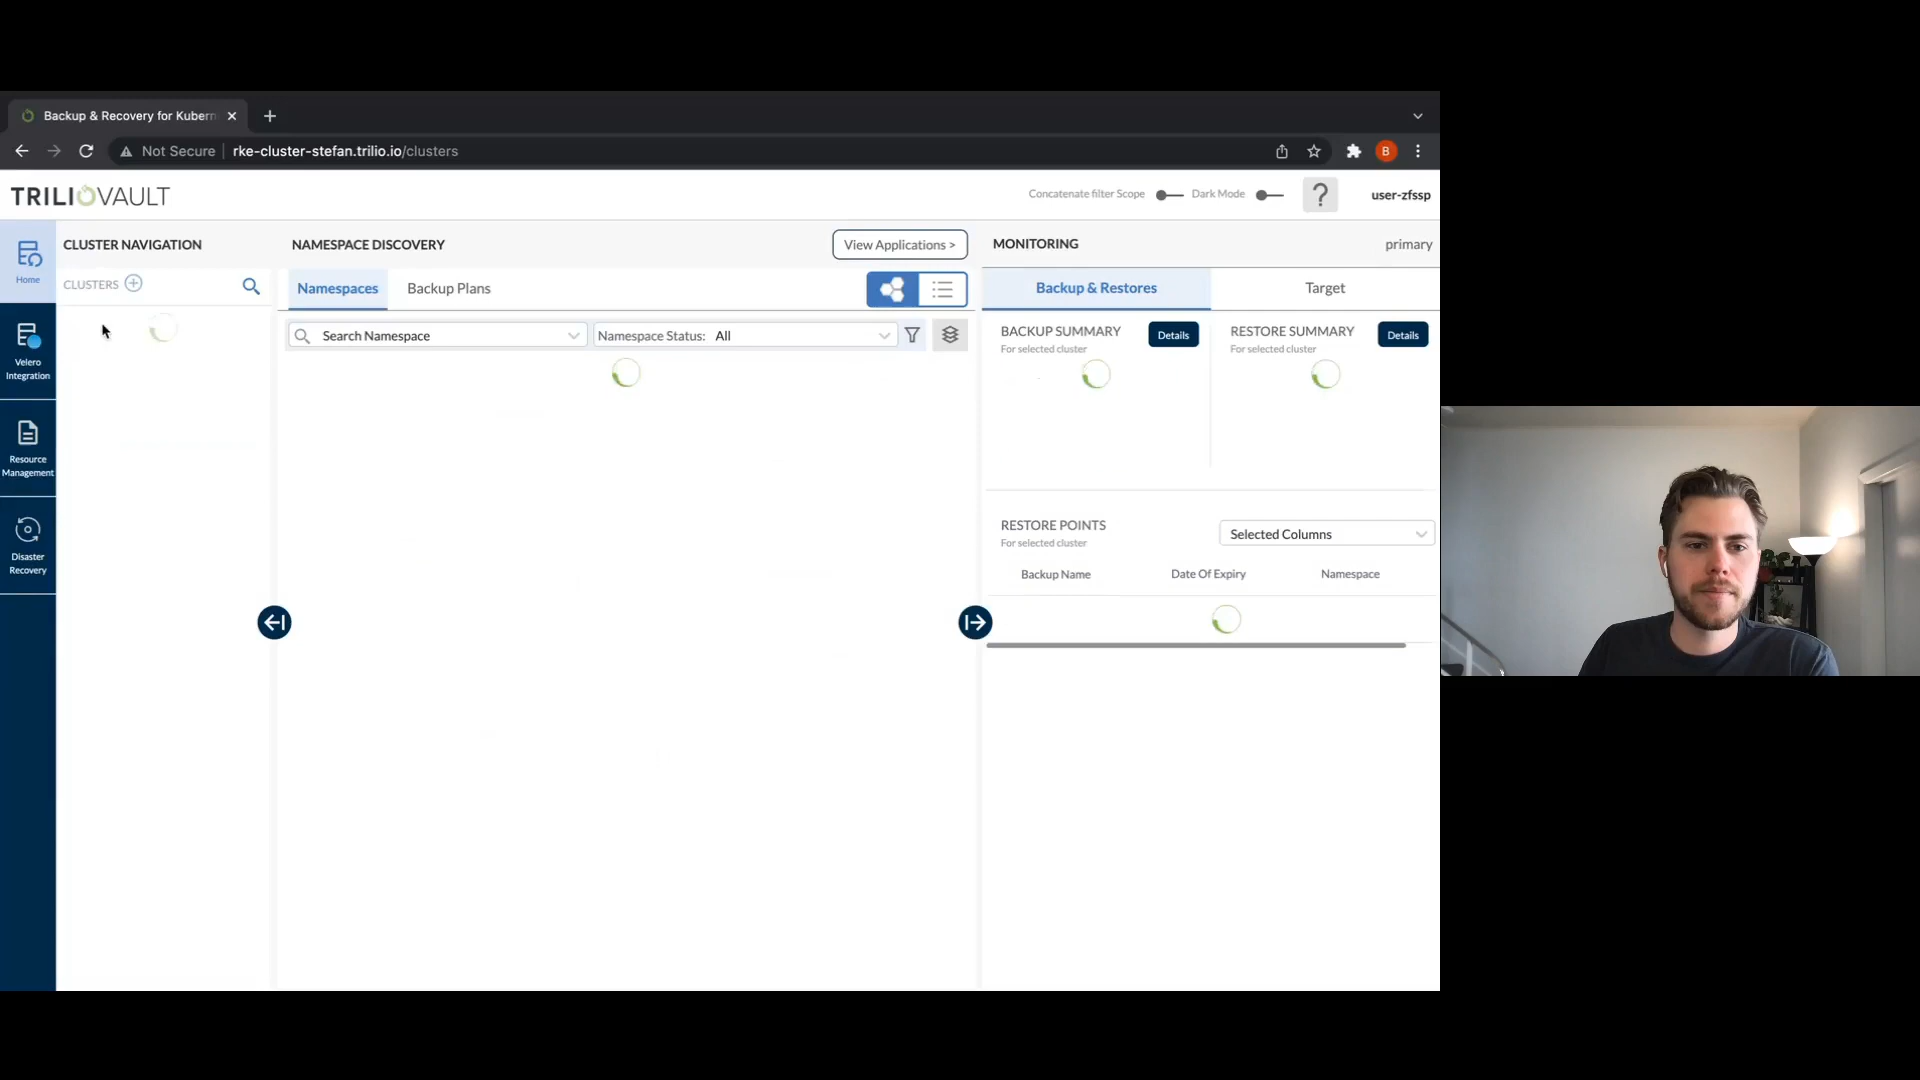 Backup & Recovery for Kubern
Not Secure
rke-cluster-stefan.trilio.io/clusters
B
TRILIOVAULT
Concatenate filter Scope
Dark Mode
?
user-zfssp
Home
Velero
Integration
Resource
Management
Disaster
Recovery
CLUSTER NAVIGATION
CLUSTERS
NAMESPACE DISCOVERY
View Applications >
Namespaces
Backup Plans
Search Namespace
Namespace Status: All
MONITORING
primary
Backup & Restores
Target
BACKUP SUMMARY
For selected cluster
Details
RESTORE SUMMARY
For selected cluster
Details
RESTORE POINTS
For selected cluster
Selected Columns
Backup Name
Date Of Expiry
Namespace